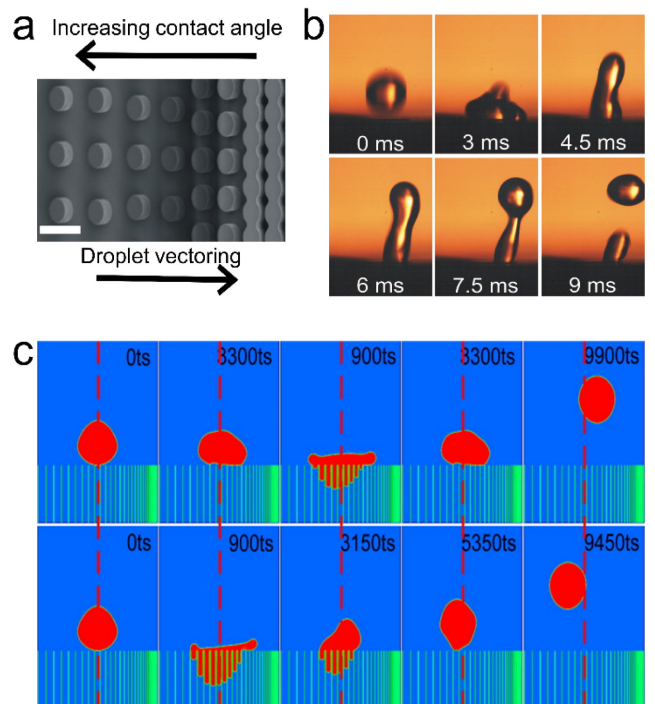 a
Increasing contact angle
Droplet vectoring
b
0 ms
3 ms
4.5 ms
6 ms
7.5 ms
9 ms
c
0ts
3300ts
900ts
3300ts
9900ts
0ts
900ts
3150ts
5350ts
9450ts